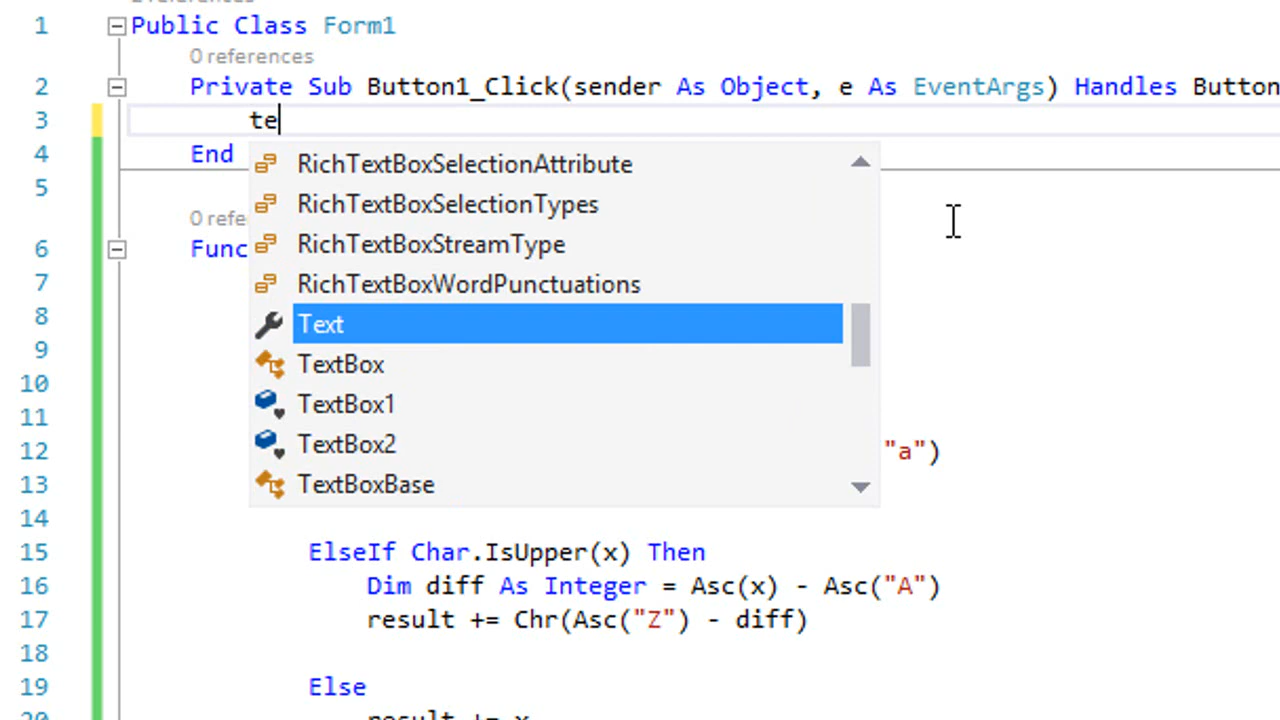 1 Public Class Form1
0 references
2 Private Sub Button1_Click(sender As Object, e As EventArgs) Handles Button
3 te
4 End
5
0 refe
6 Func
7
8
9
10
11
12 "a")
13
14
15 ElseIf Char.IsUpper(x) Then
16 Dim diff As Integer = Asc(x) - Asc("A")
17 result += Chr(Asc("Z") - diff)
18
19 Else
20 result += x
RichTextBoxSelectionAttribute
RichTextBoxSelectionTypes
RichTextBoxStreamType
RichTextBoxWordPunctuations
Text
TextBox
TextBox1
TextBox2
TextBoxBase